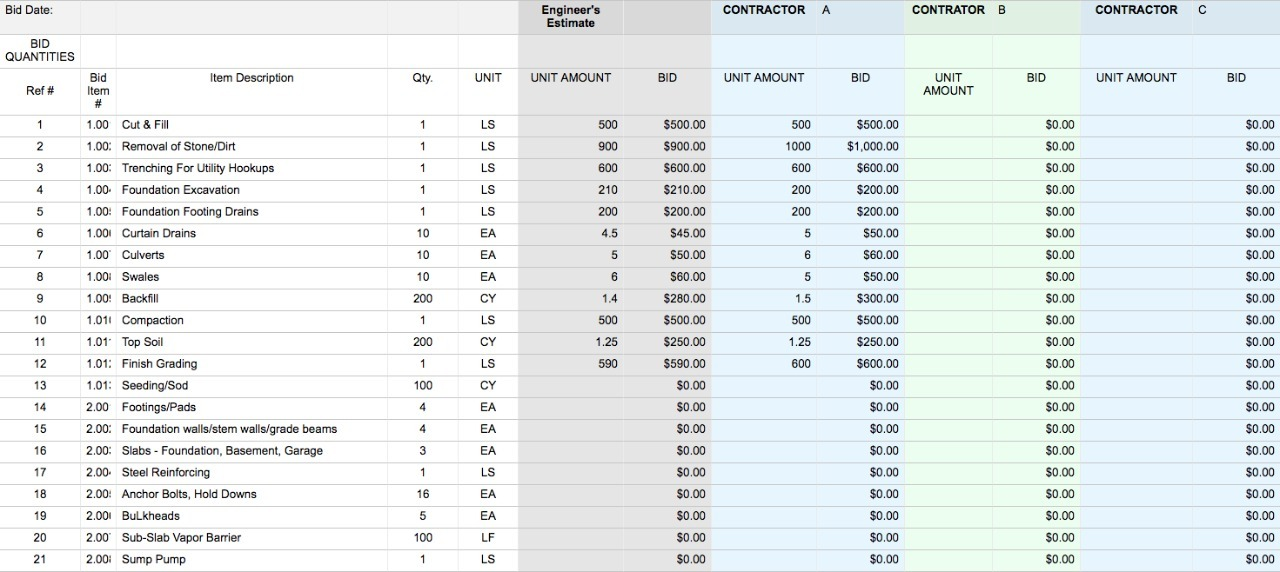 Bid Date: Engineer's Estimate CONTRACTOR A CONTRATOR B CONTRACTOR C
BID QUANTITIES
Ref # Bid Item # Item Description Qty. UNIT UNIT AMOUNT BID UNIT AMOUNT BID UNIT AMOUNT BID UNIT AMOUNT BID
1 1.00 Cut & Fill 1 LS 500 $500.00 500 $500.00 $0.00 $0.00
2 1.00 Removal of Stone/Dirt 1 LS 900 $900.00 1000 $1,000.00 $0.00 $0.00
3 1.00 Trenching For Utility Hookups 1 LS 600 $600.00 600 $600.00 $0.00 $0.00
4 1.00 Foundation Excavation 1 LS 210 $210.00 200 $200.00 $0.00 $0.00
5 1.00 Foundation Footing Drains 1 LS 200 $200.00 200 $200.00 $0.00 $0.00
6 1.00 Curtain Drains 10 EA 4.5 $45.00 5 $50.00 $0.00 $0.00
7 1.00 Culverts 10 EA 5 $50.00 6 $60.00 $0.00 $0.00
8 1.00 Swales 10 EA 6 $60.00 5 $50.00 $0.00 $0.00
9 1.00 Backfill 200 CY 1.4 $280.00 1.5 $300.00 $0.00 $0.00
10 1.01 Compaction 1 LS 500 $500.00 500 $500.00 $0.00 $0.00
11 1.01 Top Soil 200 CY 1.25 $250.00 1.25 $250.00 $0.00 $0.00
12 1.01 Finish Grading 1 LS 590 $590.00 600 $600.00 $0.00 $0.00
13 1.01 Seeding/Sod 100 CY $0.00 $0.00 $0.00 $0.00
14 2.00 Footings/Pads 4 EA $0.00 $0.00 $0.00 $0.00
15 2.00 Foundation walls/stem walls/grade beams 4 EA $0.00 $0.00 $0.00 $0.00
16 2.00 Slabs - Foundation, Basement, Garage 3 EA $0.00 $0.00 $0.00 $0.00
17 2.00 Steel Reinforcing 1 LS $0.00 $0.00 $0.00 $0.00
18 2.00 Anchor Bolts, Hold Downs 16 EA $0.00 $0.00 $0.00 $0.00
19 2.00 BuLkheads 5 EA $0.00 $0.00 $0.00 $0.00
20 2.00 Sub-Slab Vapor Barrier 100 LF $0.00 $0.00 $0.00 $0.00
21 2.00 Sump Pump 1 LS $0.00 $0.00 $0.00 $0.00